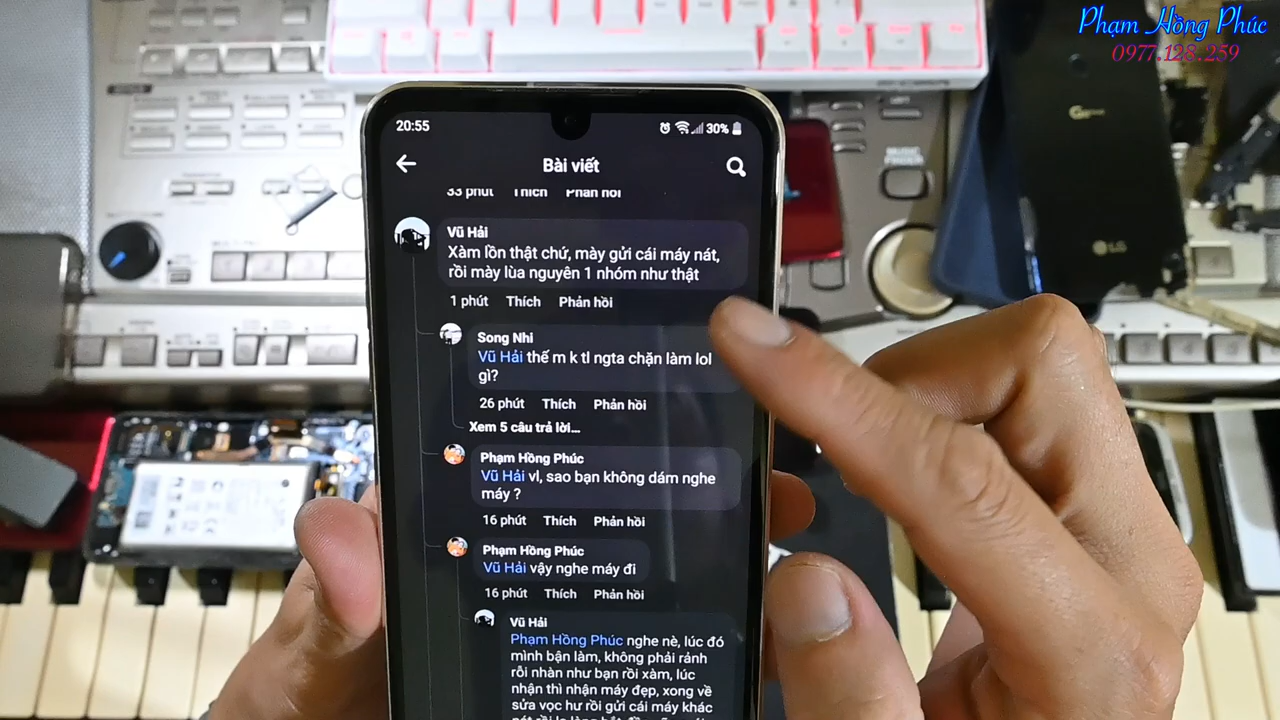 Phạm Hồng Phúc
0977.128.259
20:55
30%
Bài viết
33 phút Thích Phản hồi
Vũ Hải
Xàm lồn thật chứ, mày gửi cái máy nát,
rồi mày lùa nguyên 1 nhóm như thật
1 phút Thích Phản hồi
Song Nhi
Vũ Hải thế m k tl ngta chặn làm lol
gì?
26 phút Thích Phản hồi
Xem 5 câu trả lời...
Phạm Hồng Phúc
Vũ Hải vl, sao bạn không dám nghe
máy ?
16 phút Thích Phản hồi
Phạm Hồng Phúc
Vũ Hải vậy nghe máy đi
16 phút Thích Phản hồi
Vũ Hải
Phạm Hồng Phúc nghe nè, lúc đó
mình bận làm, không phải rảnh
rỗi nhàn như bạn rồi xàm, lúc
nhận thì nhận máy đẹp, xong về
sửa vọc hư rồi gửi cái máy khác
MUSIC
FINDER
LG